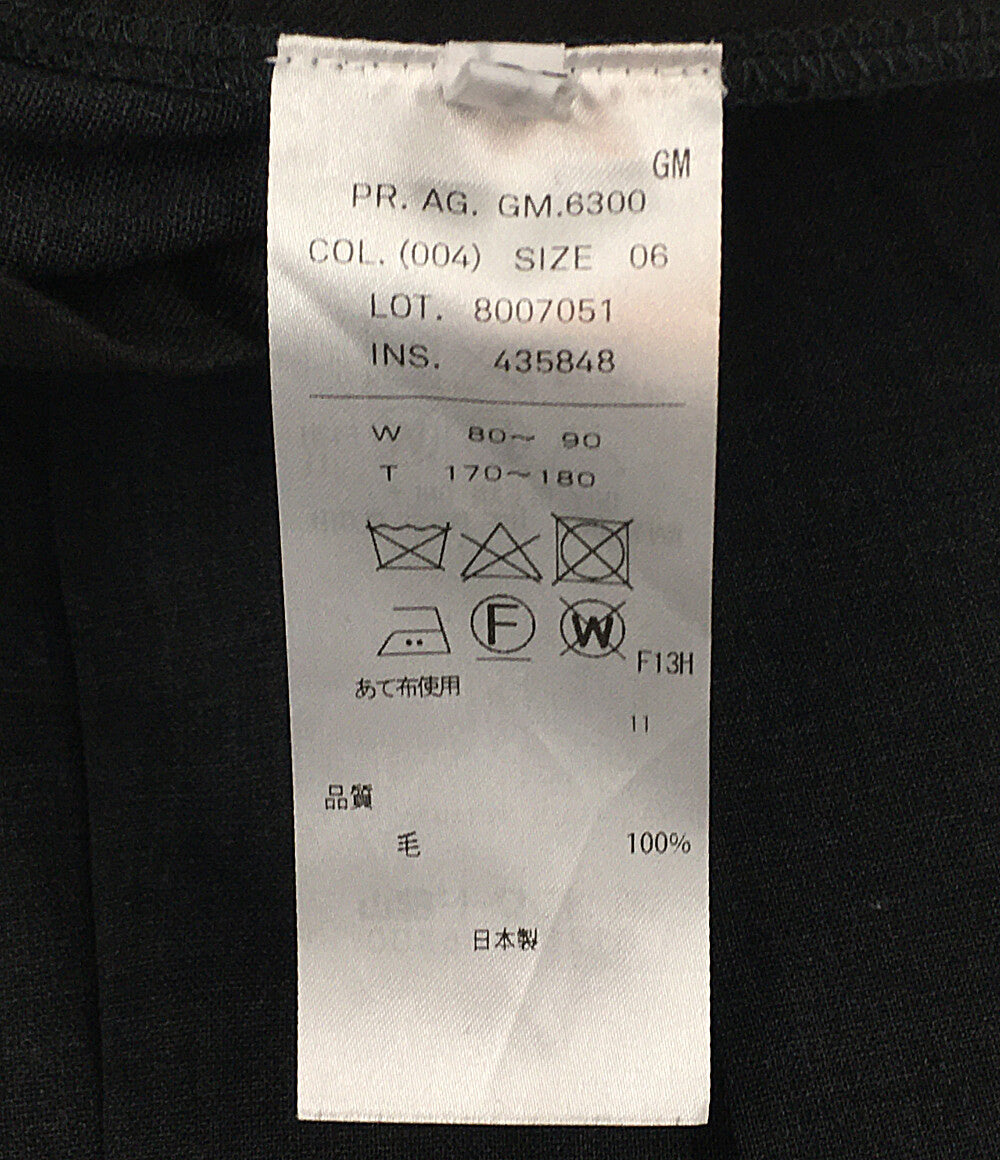 GM
PR. AG. GM.6300
COL. (004) SIZE 06
LOT. 8007051
INS. 435848
W 80～ 90
T 170～180
F W
F13H
あて布使用
11
品質
毛 100%
日本製